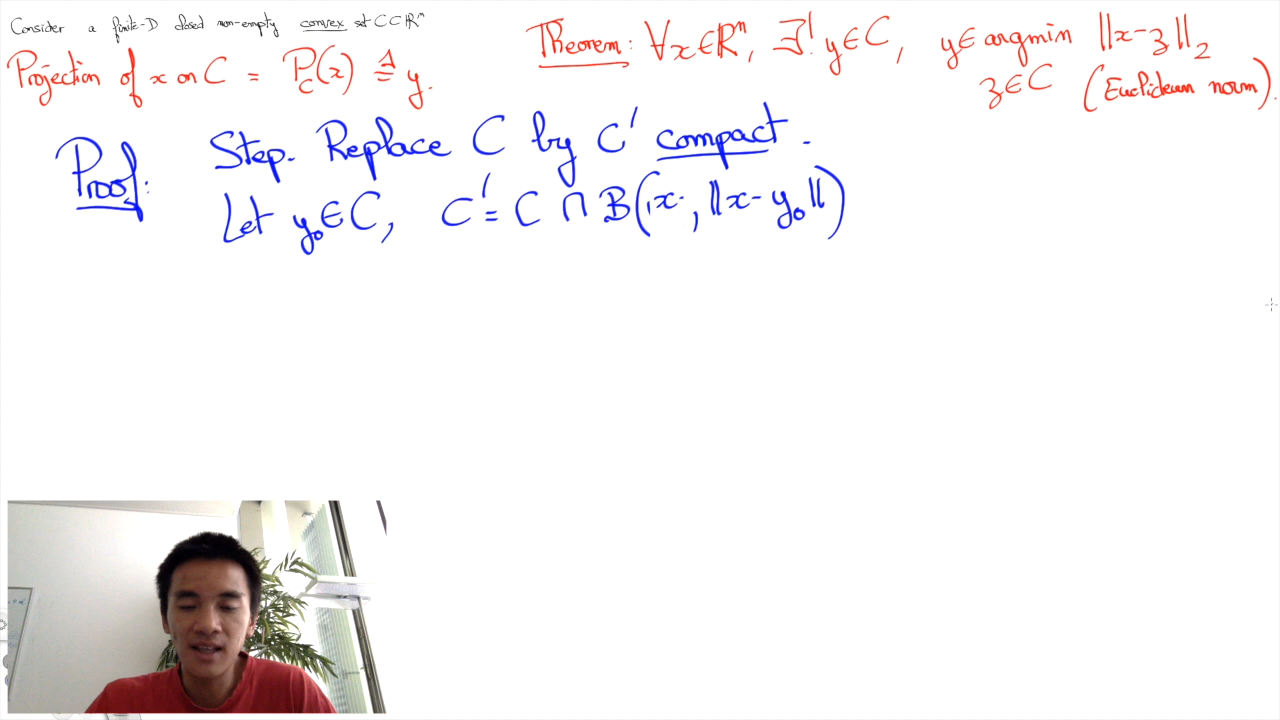 Consider a finite-D closed non-empty convex set C⊂ℝⁿ
Theorem: ∀x∈ℝⁿ, ∃! y∈C, y∈argmin ‖x-z‖₂
z∈C (Euclidean norm).
Projection of x on C = P_C(x) ≜ y.
Proof: Step. Replace C by C' compact.
Let y₀∈C, C' = C ∩ B(x, ‖x-y₀‖)